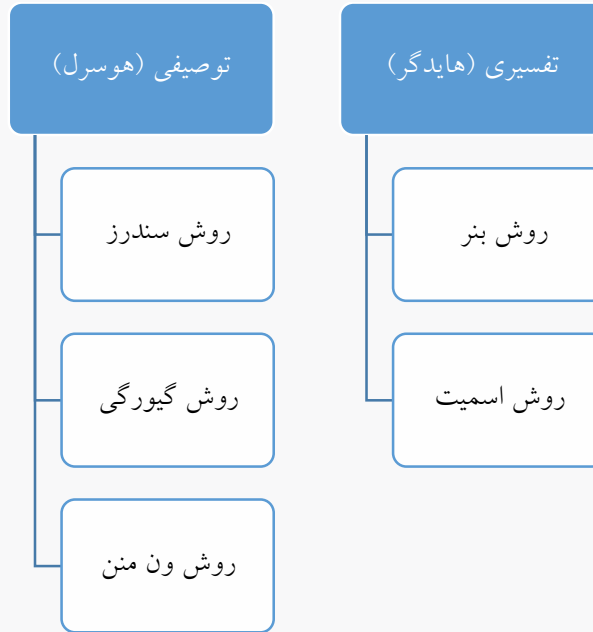 تفسیری (هایدگر)
روش بنر
روش اسمیت
توصیفی (هوسرل)
روش سندرز
روش گیورگی
روش ون منن